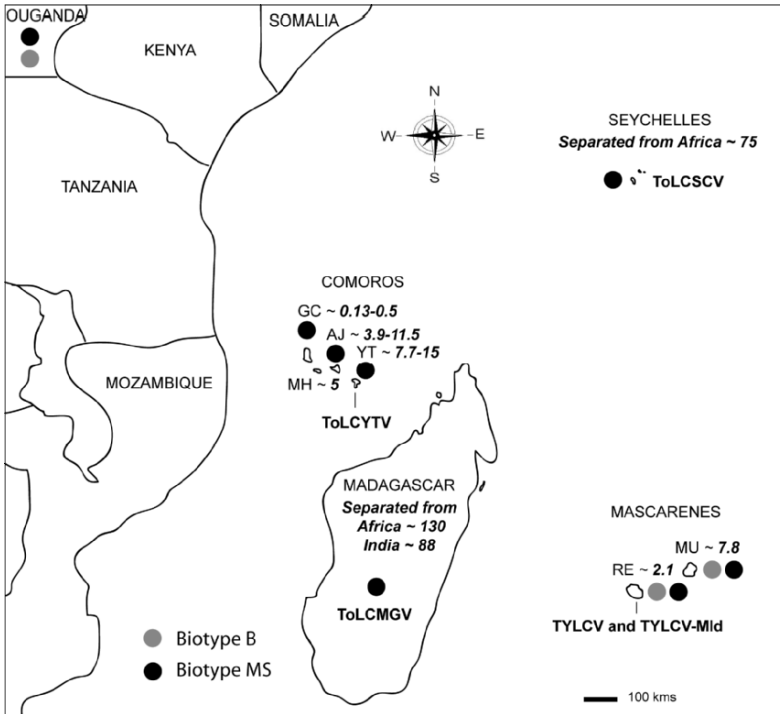 OUGANDA
KENYA
SOMALIA
TANZANIA
MOZAMBIQUE
N
W
E
S
SEYCHELLES
Separated from Africa ~ 75
ToLCSCV
COMOROS
GC ~ 0.13-0.5
AJ ~ 3.9-11.5
YT ~ 7.7-15
MH ~ 5
ToLCYTV
MADAGASCAR
Separated from
Africa ~ 130
India ~ 88
ToLCMGV
MASCARENES
MU ~ 7.8
RE ~ 2.1
TYLCV and TYLCV-Mld
Biotype B
Biotype MS
100 kms